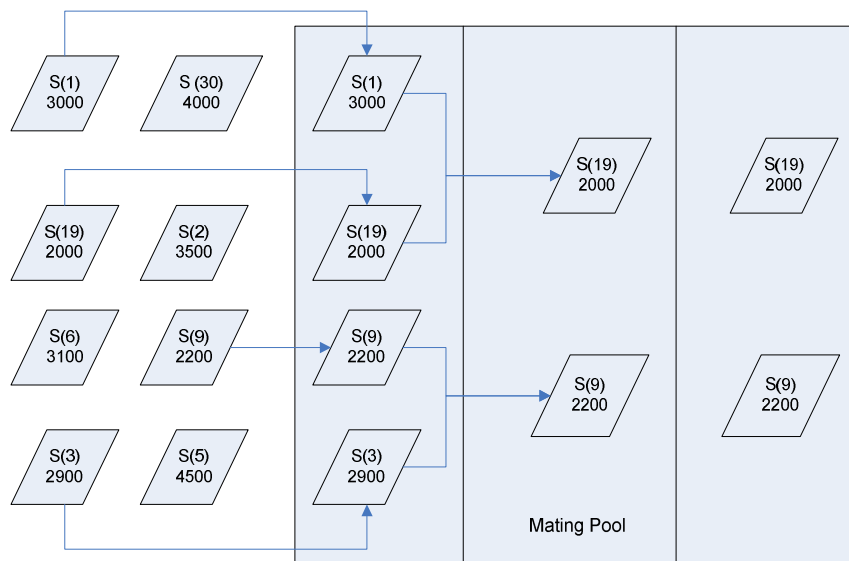 S(1)
3000
S (30)
4000
S(1)
3000
S(19)
2000
S(19)
2000
S(19)
2000
S(2)
3500
S(19)
2000
S(6)
3100
S(9)
2200
S(9)
2200
S(9)
2200
S(9)
2200
S(3)
2900
S(5)
4500
S(3)
2900
Mating Pool